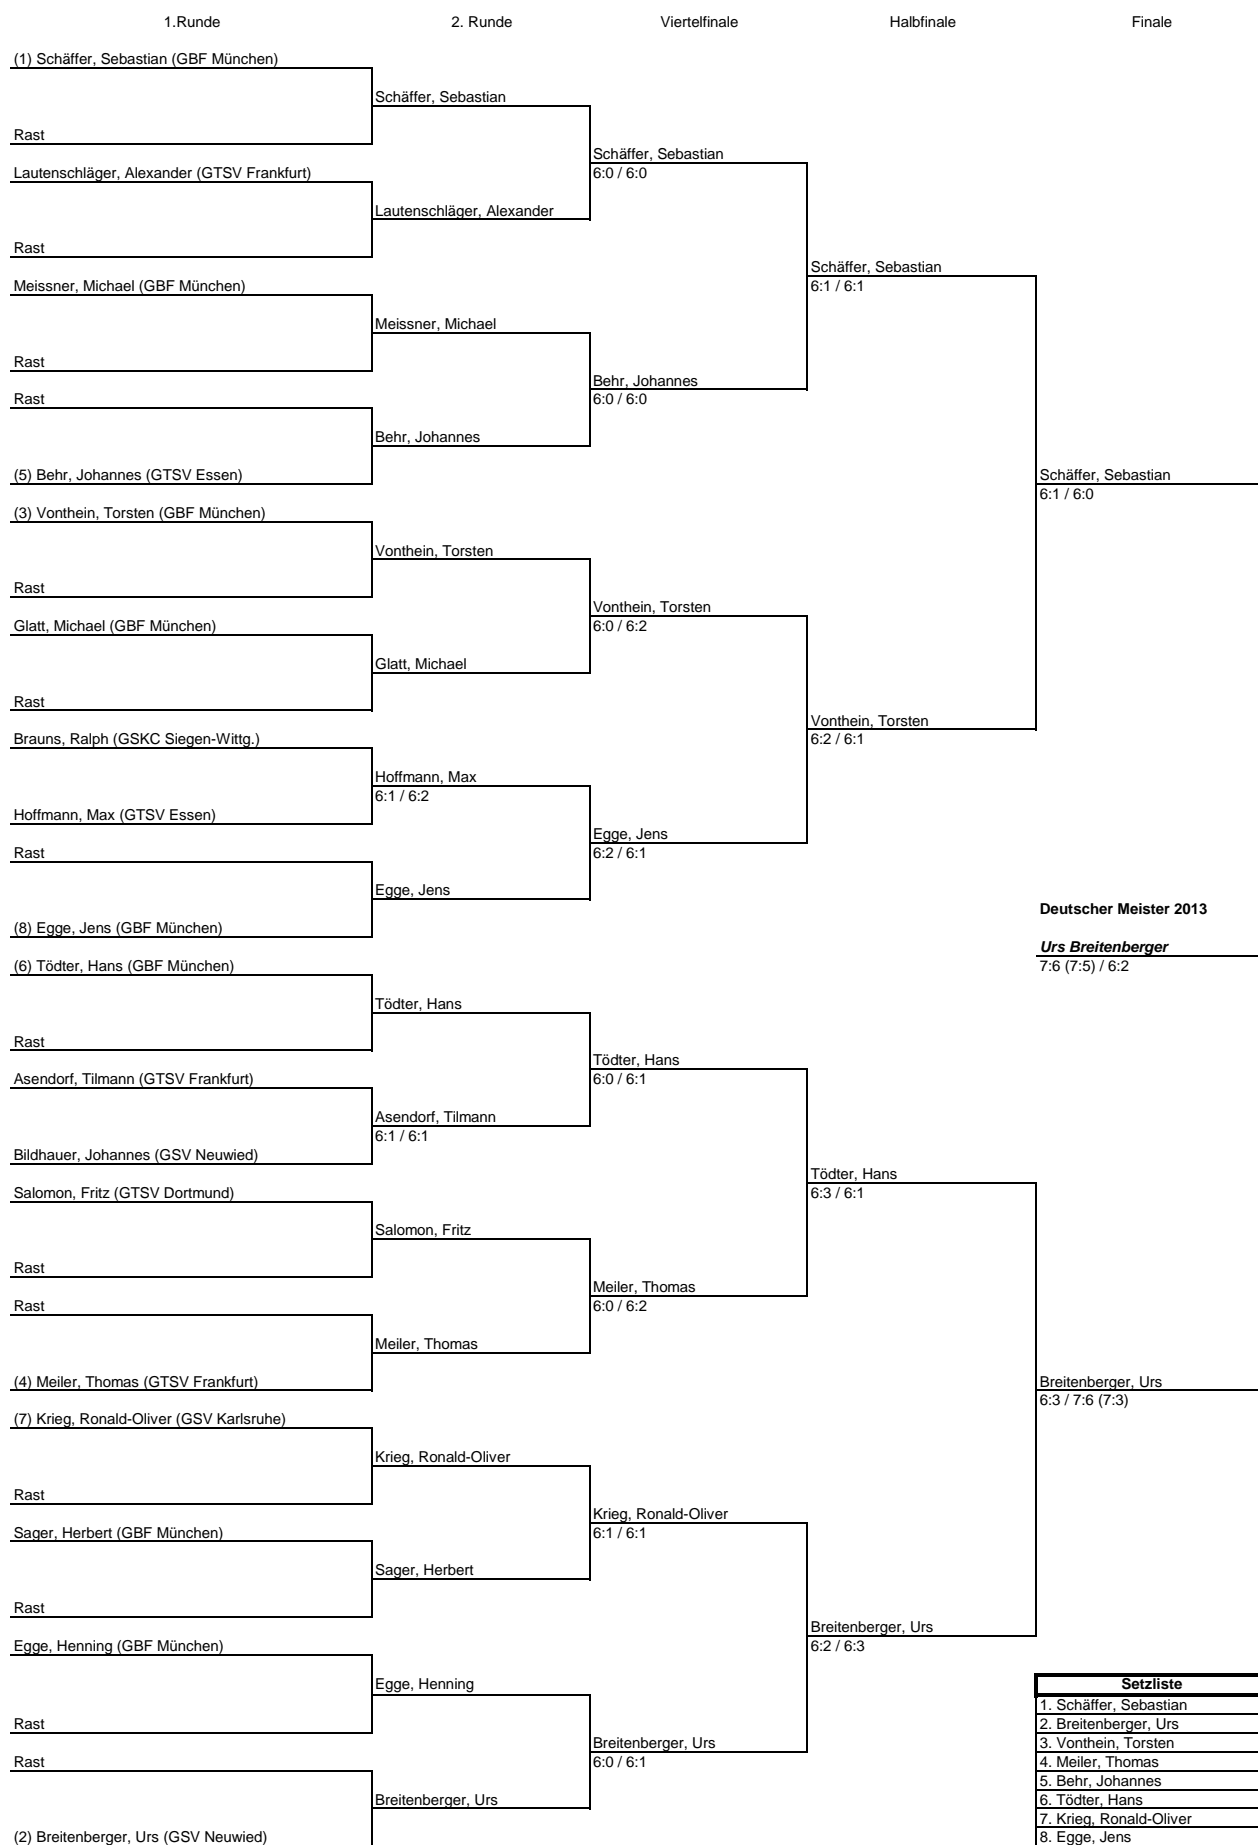 1.Runde
2. Runde
Viertelfinale
Halbfinale
Finale
(1) Schäffer, Sebastian (GBF München)
Schäffer, Sebastian
Rast
Schäffer, Sebastian
6:0 / 6:0
Lautenschläger, Alexander (GTSV Frankfurt)
Lautenschläger, Alexander
Rast
Schäffer, Sebastian
6:1 / 6:1
Meissner, Michael (GBF München)
Meissner, Michael
Rast
Behr, Johannes
6:0 / 6:0
Rast
Behr, Johannes
(5) Behr, Johannes (GTSV Essen)
Schäffer, Sebastian
6:1 / 6:0
(3) Vonthein, Torsten (GBF München)
Vonthein, Torsten
Rast
Vonthein, Torsten
6:0 / 6:2
Glatt, Michael (GBF München)
Glatt, Michael
Rast
Vonthein, Torsten
6:2 / 6:1
Brauns, Ralph (GSKC Siegen-Wittg.)
Hoffmann, Max
6:1 / 6:2
Hoffmann, Max (GTSV Essen)
Egge, Jens
6:2 / 6:1
Rast
Egge, Jens
(8) Egge, Jens (GBF München)
Deutscher Meister 2013
Urs Breitenberger
7:6 (7:5) / 6:2
(6) Tödter, Hans (GBF München)
Tödter, Hans
Rast
Tödter, Hans
6:0 / 6:1
Asendorf, Tilmann (GTSV Frankfurt)
Asendorf, Tilmann
6:1 / 6:1
Bildhauer, Johannes (GSV Neuwied)
Tödter, Hans
6:3 / 6:1
Salomon, Fritz (GTSV Dortmund)
Salomon, Fritz
Rast
Meiler, Thomas
6:0 / 6:2
Rast
Meiler, Thomas
(4) Meiler, Thomas (GTSV Frankfurt)
Breitenberger, Urs
6:3 / 7:6 (7:3)
(7) Krieg, Ronald-Oliver (GSV Karlsruhe)
Krieg, Ronald-Oliver
Rast
Krieg, Ronald-Oliver
6:1 / 6:1
Sager, Herbert (GBF München)
Sager, Herbert
Rast
Breitenberger, Urs
6:2 / 6:3
Egge, Henning (GBF München)
Egge, Henning
Rast
Breitenberger, Urs
6:0 / 6:1
Rast
Breitenberger, Urs
(2) Breitenberger, Urs (GSV Neuwied)
Setzliste
1. Schäffer, Sebastian
2. Breitenberger, Urs
3. Vonthein, Torsten
4. Meiler, Thomas
5. Behr, Johannes
6. Tödter, Hans
7. Krieg, Ronald-Oliver
8. Egge, Jens